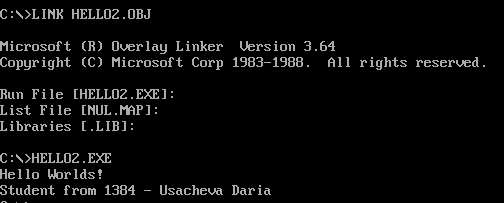 C:\>LINK HELLO2.OBJ
Microsoft (R) Overlay Linker  Version 3.64
Copyright (C) Microsoft Corp 1983-1988.  All rights reserved.
Run File [HELLO2.EXE]:
List File [NUL.MAP]:
Libraries [.LIB]:
C:\>HELLO2.EXE
Hello Worlds!
Student from 1384 - Usacheva Daria